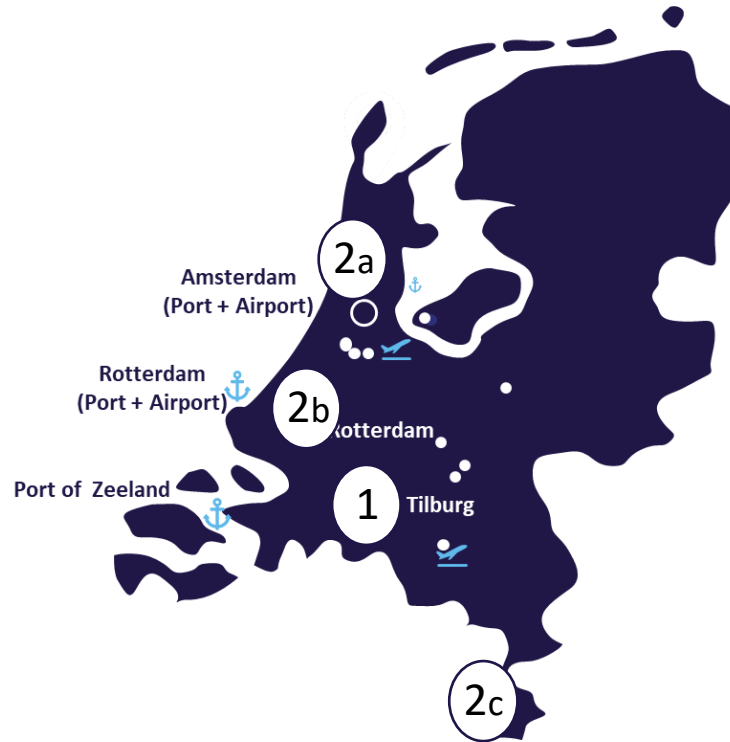 2a
Amsterdam
(Port + Airport)
Rotterdam
(Port + Airport)
2b
Rotterdam
Port of Zeeland
1
Tilburg
2c